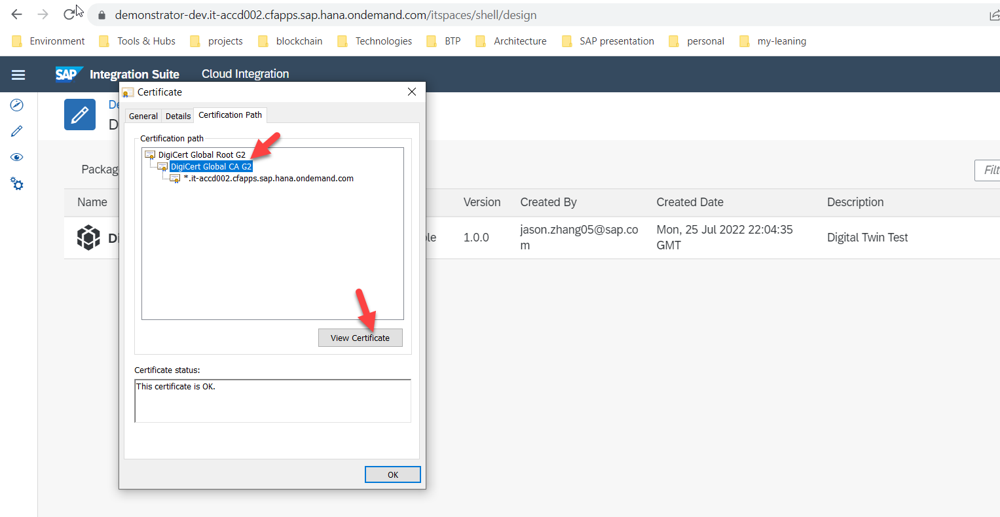 demonstrator-dev.it-accd002.cfapps.sap.hana.ondemand.com/itspaces/shell/design
Environment Tools & Hubs projects blockchain Technologies BTP Architecture SAP presentation personal my-leaning
SAP Integration Suite Cloud Integration
Certificate
De
D
General Details Certification Path
Certification path
DigiCert Global Root G2
DigiCert Global CA G2
*.it-accd002.cfapps.sap.hana.ondemand.com
Packag
Filt
Name Version Created By Created Date Description
Di
ole 1.0.0 jason.zhang05@sap.co Mon, 25 Jul 2022 22:04:35 Digital Twin Test
m GMT
View Certificate
Certificate status:
This certificate is OK.
OK